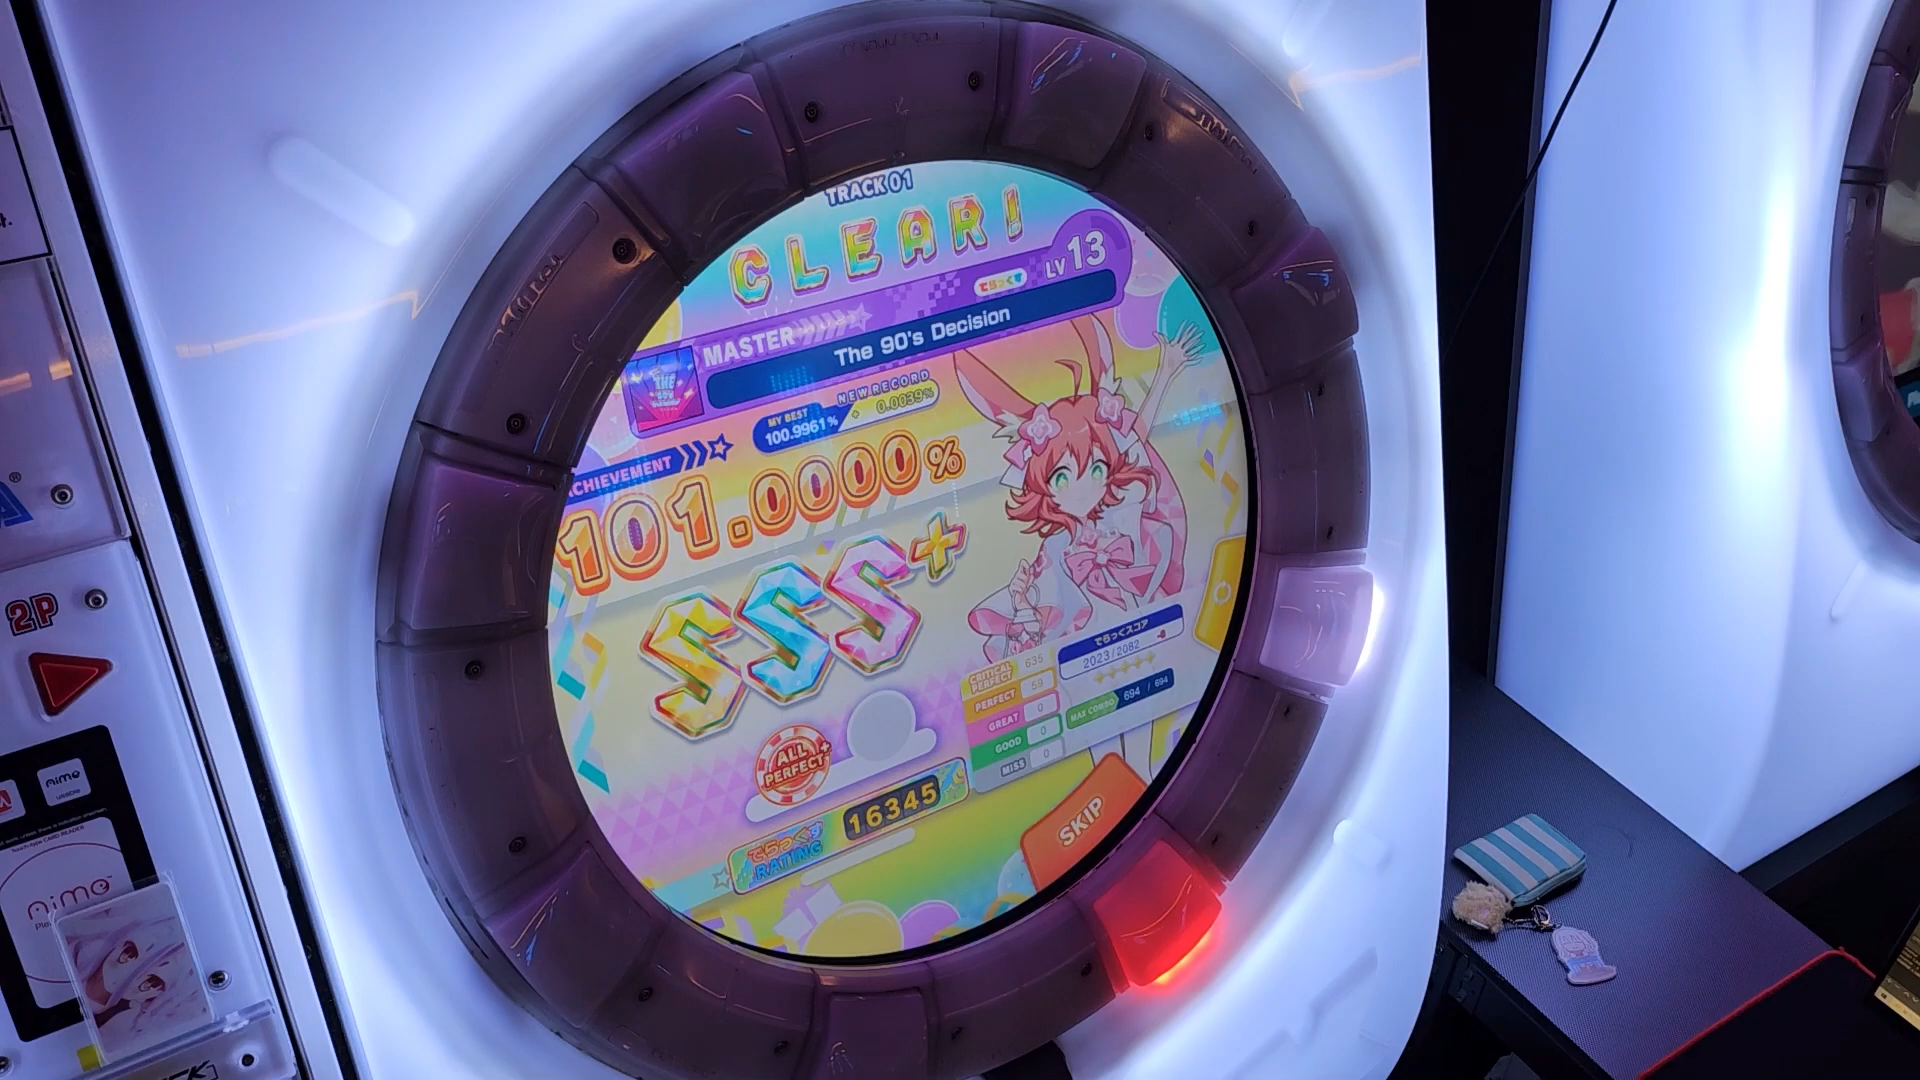 TRACK 01
CLEAR!
MASTER
でらっくす
LV 13
The 90's Decision
MY BEST
100.9961%
NEW RECORD
+ 0.0039%
ACHIEVEMENT
101.0000%
SSS+
でらっくスコア
2023/2082
CRITICAL PERFECT 635
PERFECT 59
GREAT 0
GOOD 0
MISS 0
MAX COMBO 694 / 694
ALL PERFECT+
でらっくす RATING 16345
SKIP
2P
aime
aime